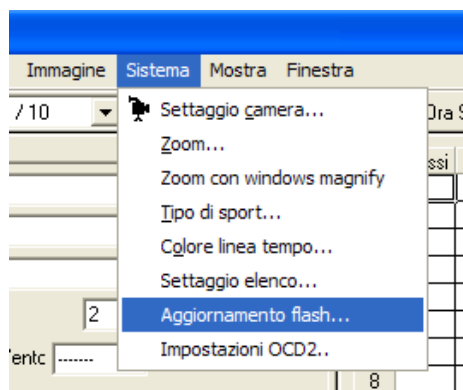 Immagine Sistema Mostra Finestra
/ 10
Settaggio camera...
Ora S
Zoom...
ssi
Zoom con windows magnify
Tipo di sport...
Colore linea tempo...
Settaggio elenco...
2
Aggiornamento flash...
entc -------
Impostazioni OCD2..
8